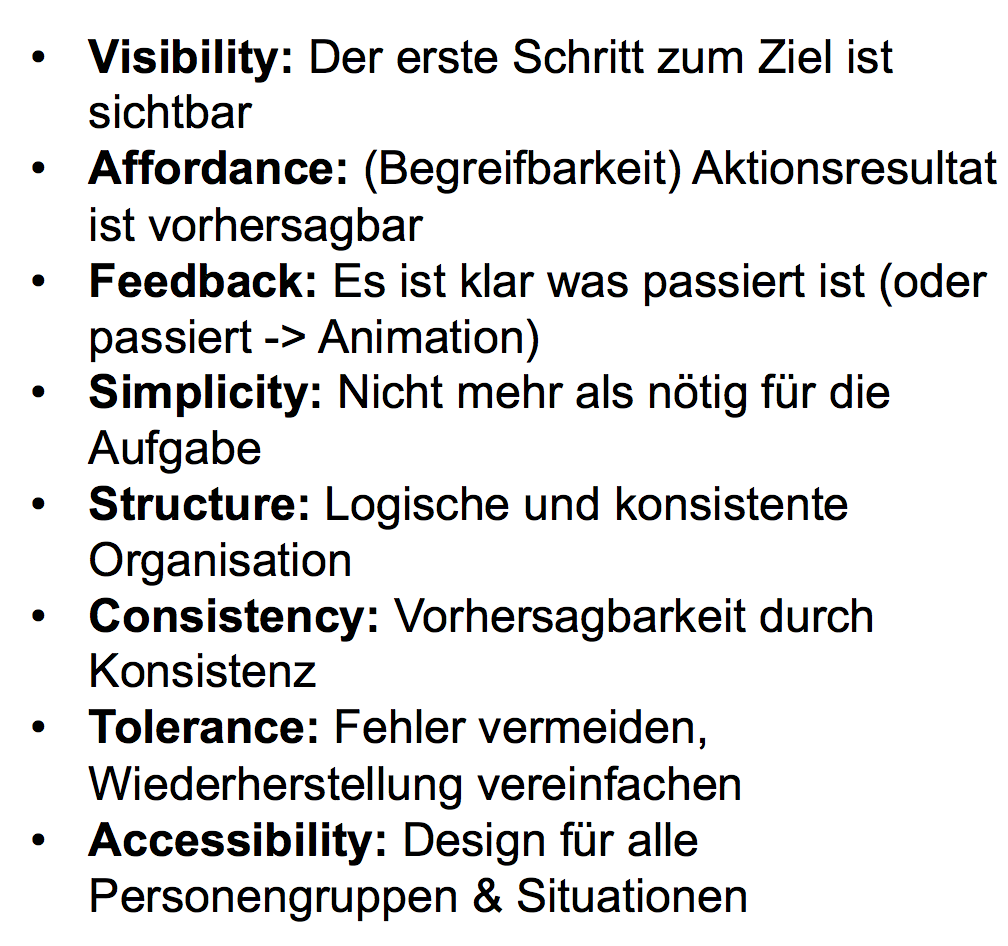 • Visibility: Der erste Schritt zum Ziel ist
sichtbar
• Affordance: (Begreifbarkeit) Aktionsresultat
ist vorhersagbar
• Feedback: Es ist klar was passiert ist (oder
passiert -> Animation)
• Simplicity: Nicht mehr als nötig für die
Aufgabe
• Structure: Logische und konsistente
Organisation
• Consistency: Vorhersagbarkeit durch
Konsistenz
• Tolerance: Fehler vermeiden,
Wiederherstellung vereinfachen
• Accessibility: Design für alle
Personengruppen & Situationen